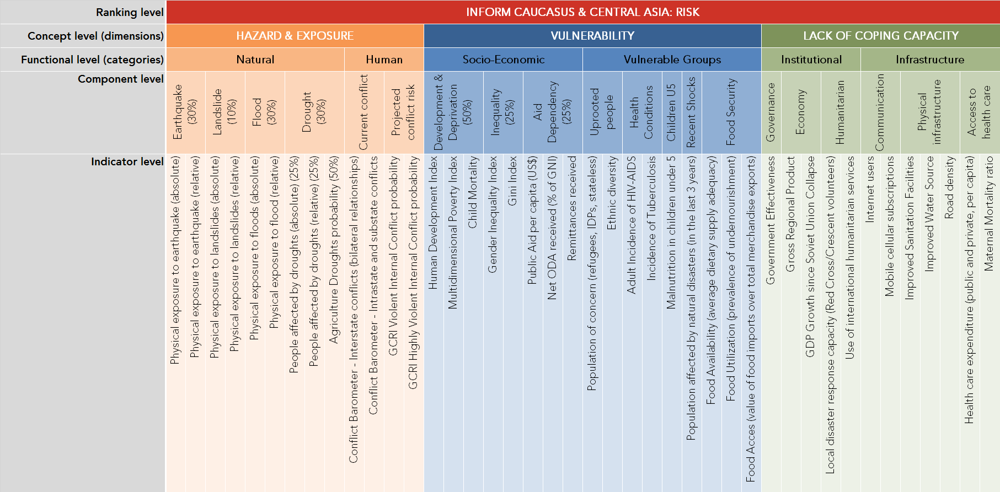 Ranking level
INFORM CAUCASUS & CENTRAL ASIA: RISK
Concept level (dimensions)
HAZARD & EXPOSURE
VULNERABILITY
LACK OF COPING CAPACITY
Functional level (categories)
Natural
Human
Socio-Economic
Vulnerable Groups
Institutional
Infrastructure
Component level
Earthquake
(30%)
Landslide
(10%)
Flood
(30%)
Drought
(30%)
Current conflict
Projected
conflict risk
Development &
Deprivation
(50%)
Inequality
(25%)
Aid
Dependency
(25%)
Uprooted
people
Health
Conditions
Children U5
Recent Shocks
Food Security
Governance
Economy
Humanitarian
Communication
Physical
infrastructure
Access to
health care
Indicator level
Physical exposure to earthquake (absolute)
Physical exposure to earthquake (relative)
Physical exposure to landslides (absolute)
Physical exposure to landslides (relative)
Physical exposure to floods (absolute)
Physical exposure to flood (relative)
People affected by droughts (absolute) (25%)
People affected by droughts (relative) (25%)
Agriculture Droughts probability (50%)
Conflict Barometer - Interstate conflicts (bilateral relationships)
Conflict Barometer - Intrastate and substate conflicts
GCRI Violent Internal Conflict probability
GCRI Highly Violent Internal Conflict probability
Human Development Index
Multidimensional Poverty Index
Child Mortality
Gender Inequality Index
Gini Index
Public Aid per capita (US$)
Net ODA received (% of GNI)
Remittances received
Population of concern (refugees, IDPs, stateless)
Ethnic diversity
Adult Incidence of HIV-AIDS
Incidence of Tuberculosis
Malnutrition in children under 5
Population affected by natural disasters (in the last 3 years)
Food Availability (average dietary supply adequacy)
Food Utilization (prevalence of undernourishment)
Food Acces (value of food imports over total merchandise exports)
Government Effectiveness
Gross Regional Product
GDP Growth since Soviet Union Collapse
Local disaster response capacity (Red Cross/Crescent volunteers)
Use of international humanitarian services
Internet users
Mobile cellular subscriptions
Improved Sanitation Facilities
Improved Water Source
Road density
Health care expenditure (public and private, per capita)
Maternal Mortality ratio